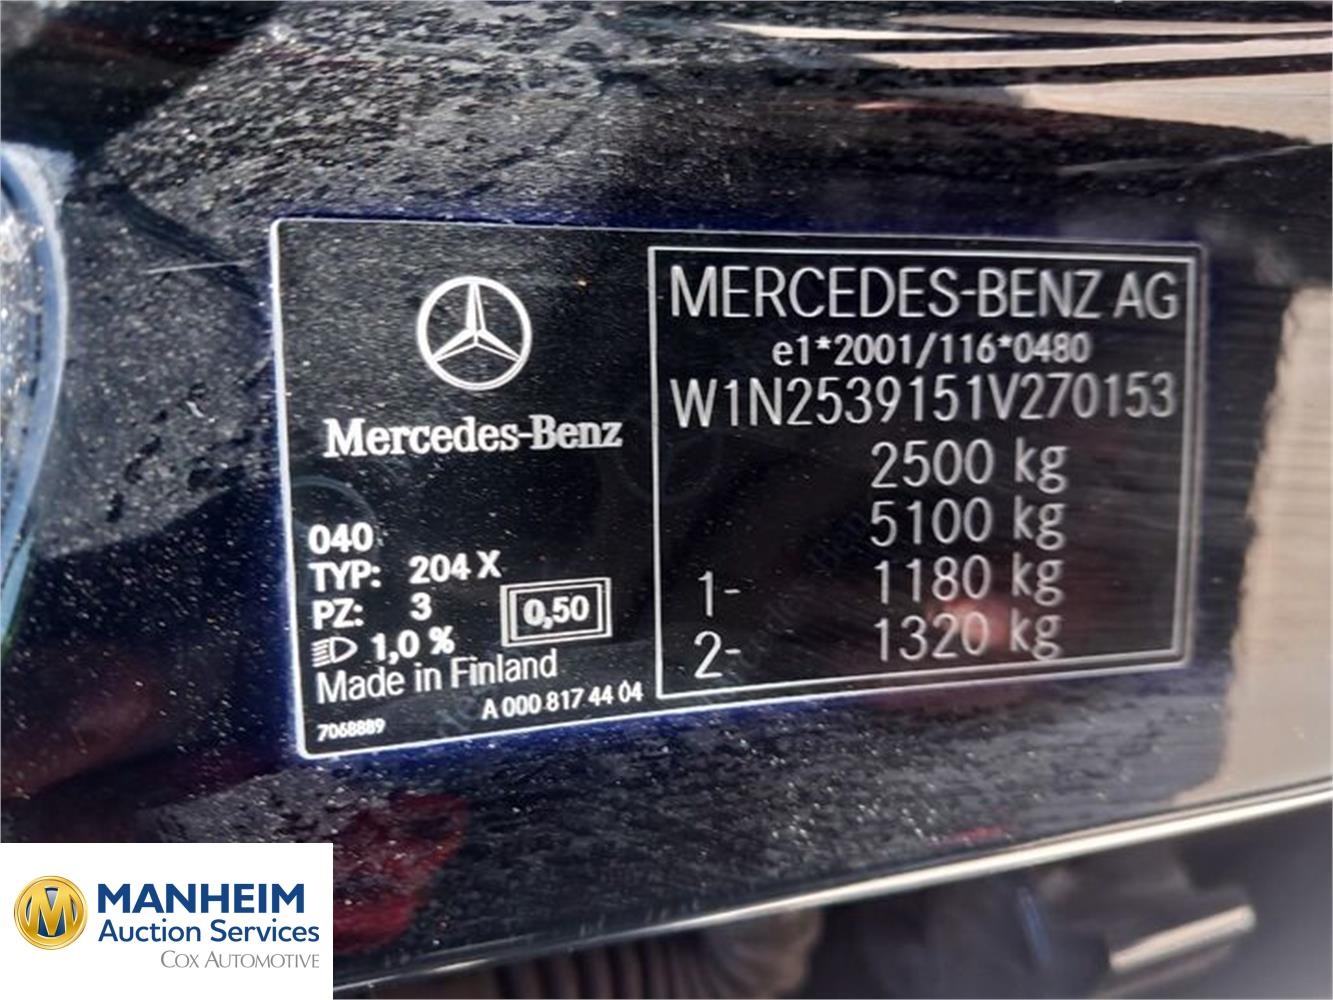 Mercedes-Benz
040
TYP: 204 X
PZ: 3
1,0 %
0,50
Made in Finland
A 000 817 44 04
7068889
MERCEDES-BENZ AG
e1*2001/116*0480
W1N2539151V270153
2500 kg
5100 kg
1- 1180 kg
2- 1320 kg
MANHEIM
Auction Services
COX AUTOMOTIVE